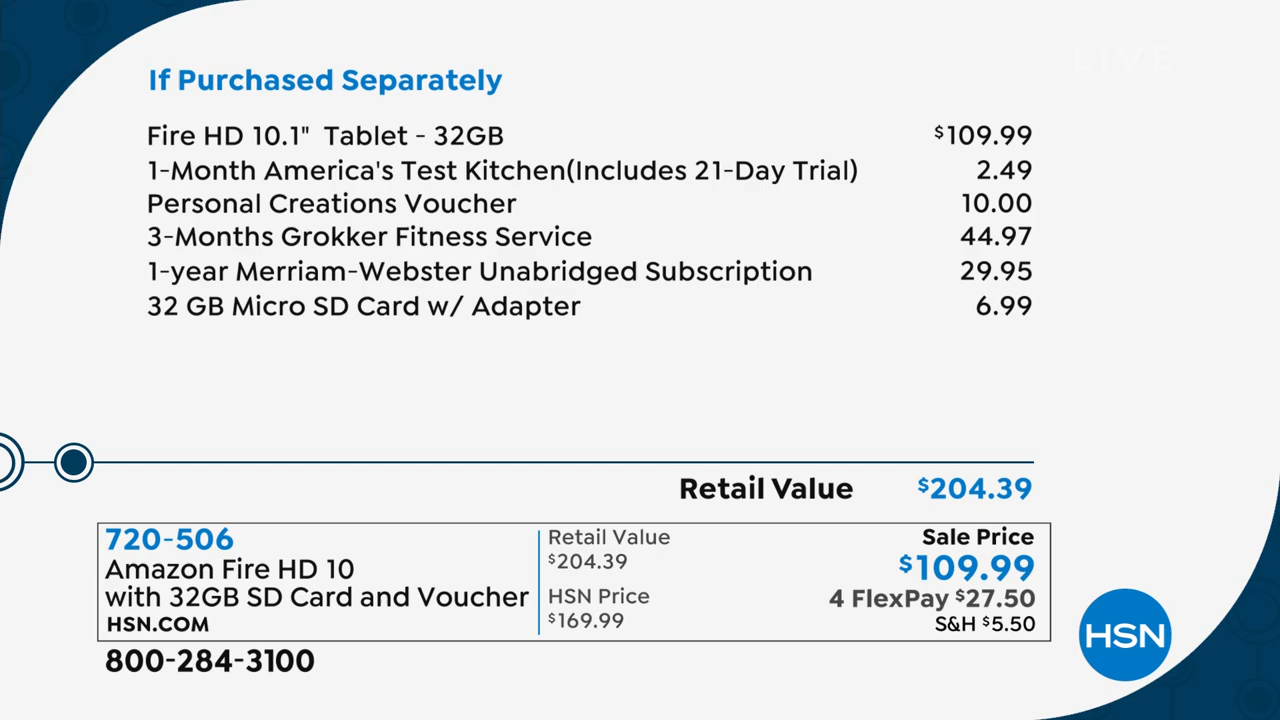 LIVE
If Purchased Separately
Fire HD 10.1" Tablet - 32GB $109.99
1-Month America's Test Kitchen(Includes 21-Day Trial) 2.49
Personal Creations Voucher 10.00
3-Months Grokker Fitness Service 44.97
1-year Merriam-Webster Unabridged Subscription 29.95
32 GB Micro SD Card w/ Adapter 6.99
Retail Value $204.39
720-506
Amazon Fire HD 10
with 32GB SD Card and Voucher
HSN.COM
Retail Value
$204.39
HSN Price
$169.99
Sale Price
$109.99
4 FlexPay $27.50
S&H $5.50
HSN
800-284-3100